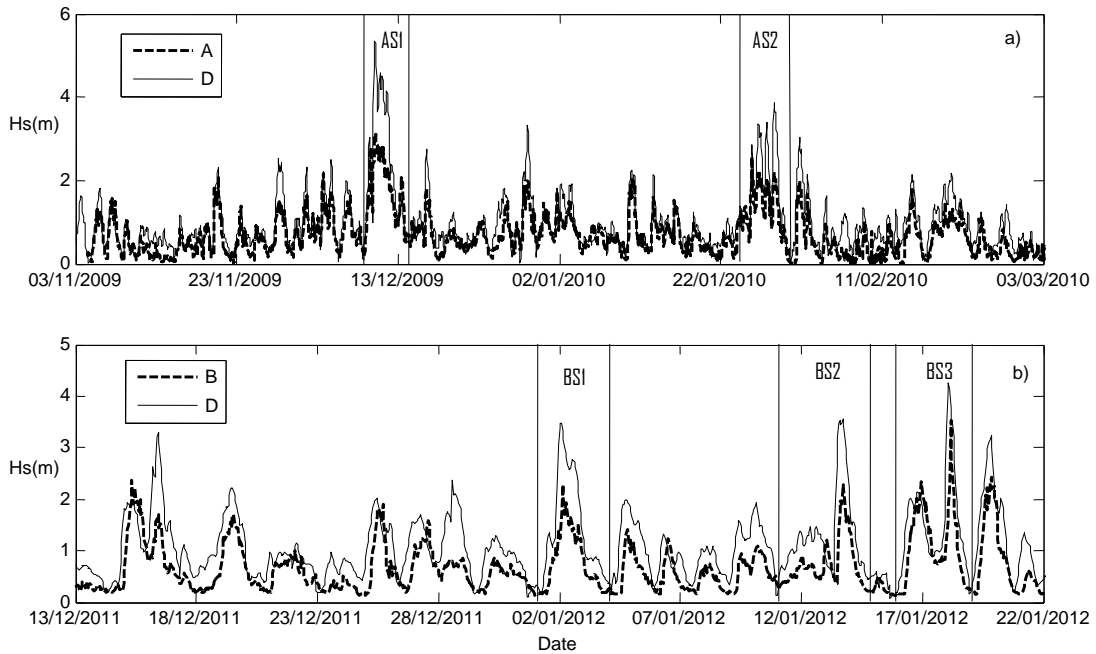 6
AS1
AS2
a)
A
D
4
Hs(m)
2
0
03/11/2009
23/11/2009
13/12/2009
02/01/2010
22/01/2010
11/02/2010
03/03/2010
5
BS1
BS2
BS3
b)
B
D
4
3
Hs(m)
2
1
0
13/12/2011
18/12/2011
23/12/2011
28/12/2011
02/01/2012
07/01/2012
12/01/2012
17/01/2012
22/01/2012
Date